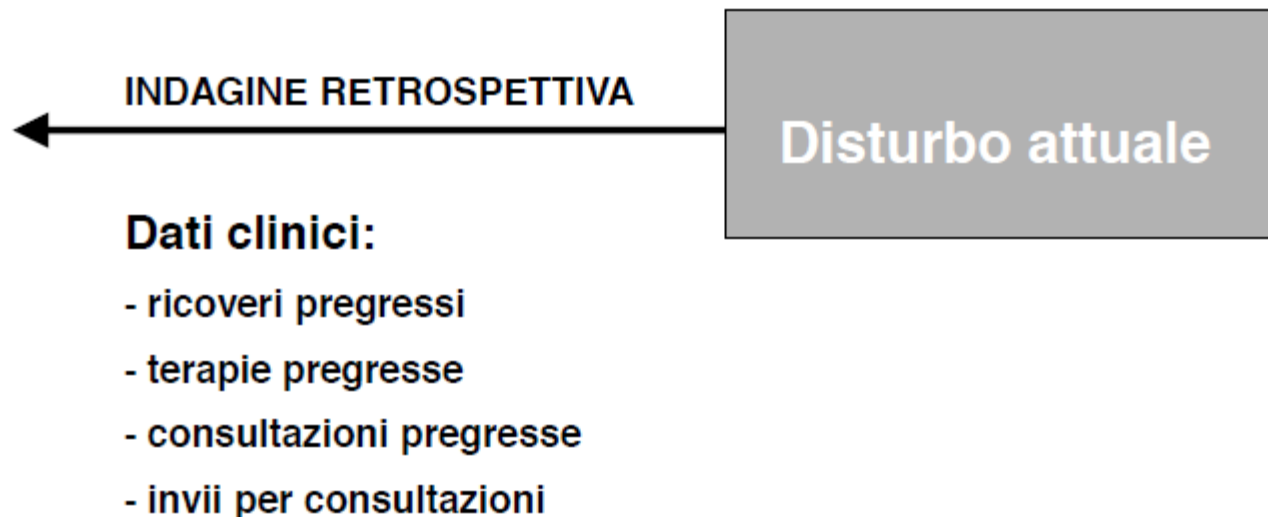 INDAGINE RETROSPETTIVA
Disturbo attuale
Dati clinici:
- ricoveri pregressi
- terapie pregresse
- consultazioni pregresse
- invii per consultazioni